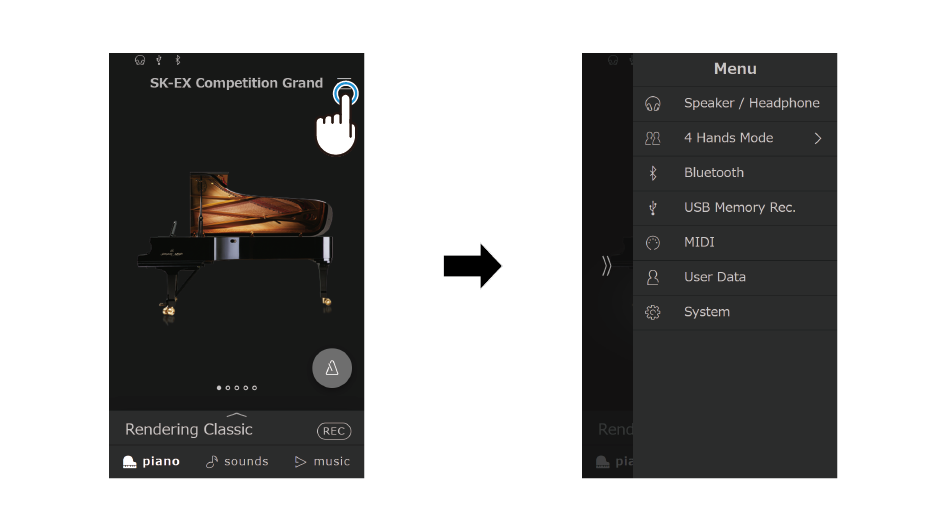 SK-EX Competition Grand
Rendering Classic
REC
piano
sounds
music
Menu
Speaker / Headphone
4 Hands Mode
Bluetooth
USB Memory Rec.
MIDI
User Data
System
Rend
pia